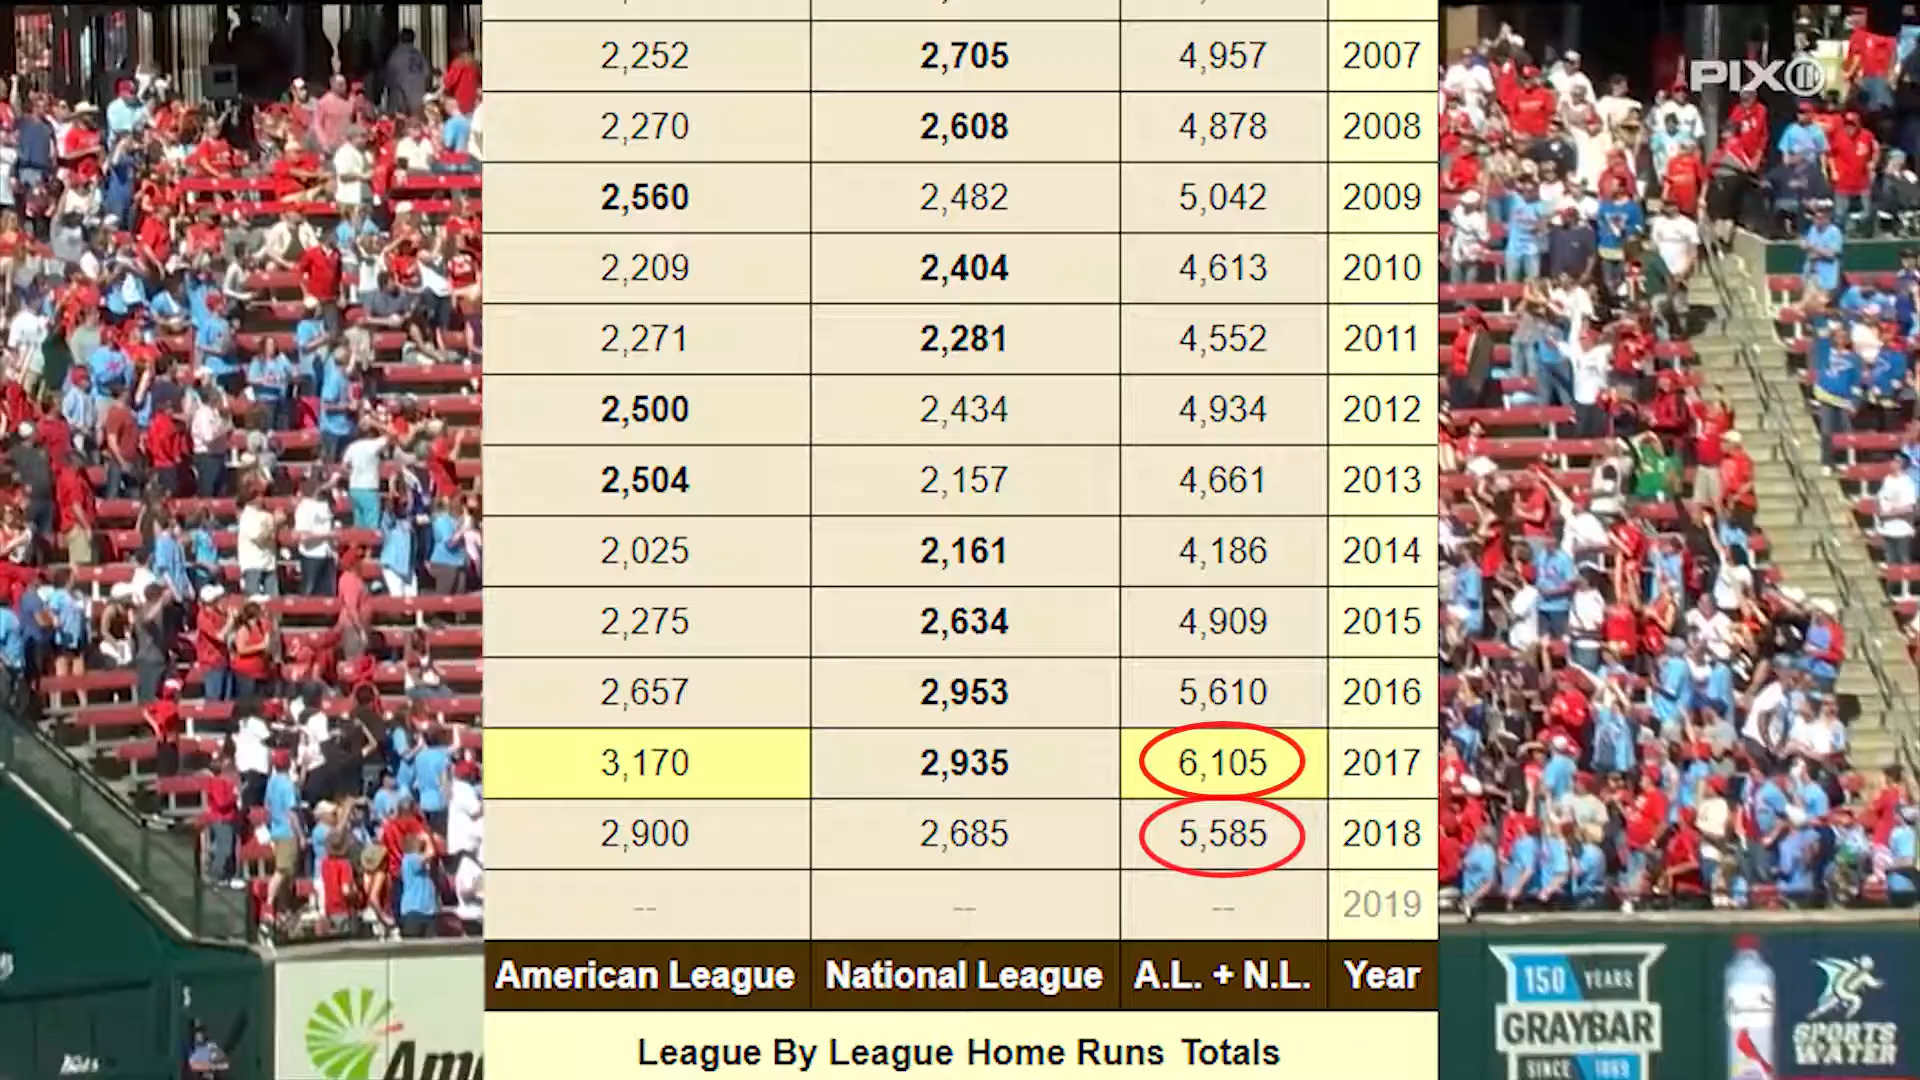 2,252 2,705 4,957 2007
PIX11
2,270 2,608 4,878 2008
2,560 2,482 5,042 2009
2,209 2,404 4,613 2010
2,271 2,281 4,552 2011
2,500 2,434 4,934 2012
2,504 2,157 4,661 2013
2,025 2,161 4,186 2014
2,275 2,634 4,909 2015
2,657 2,953 5,610 2016
3,170 2,935 6,105 2017
2,900 2,685 5,585 2018
-- -- -- 2019
American League National League A.L. + N.L. Year
League By League Home Runs Totals
Ame
150 YEARS
GRAYBAR
SINCE 1869
SPORTS
WATER